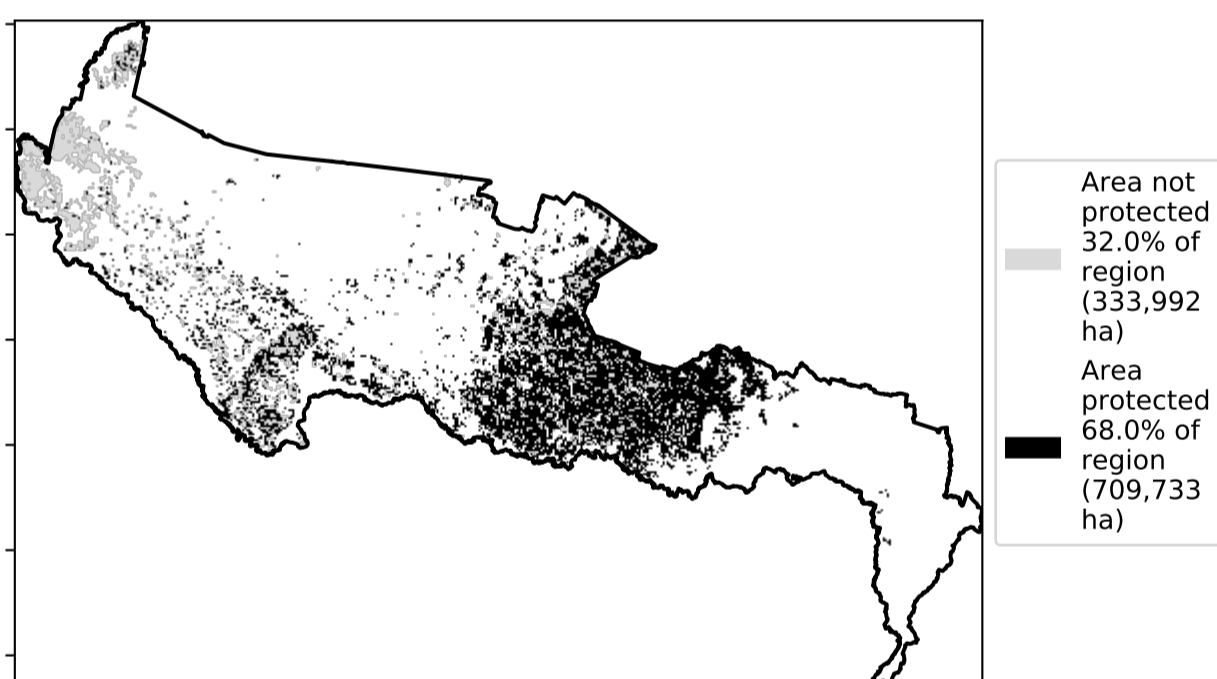 Area not
protected
32.0% of
region
(333,992
ha)
Area
protected
68.0% of
region
(709,733
ha)